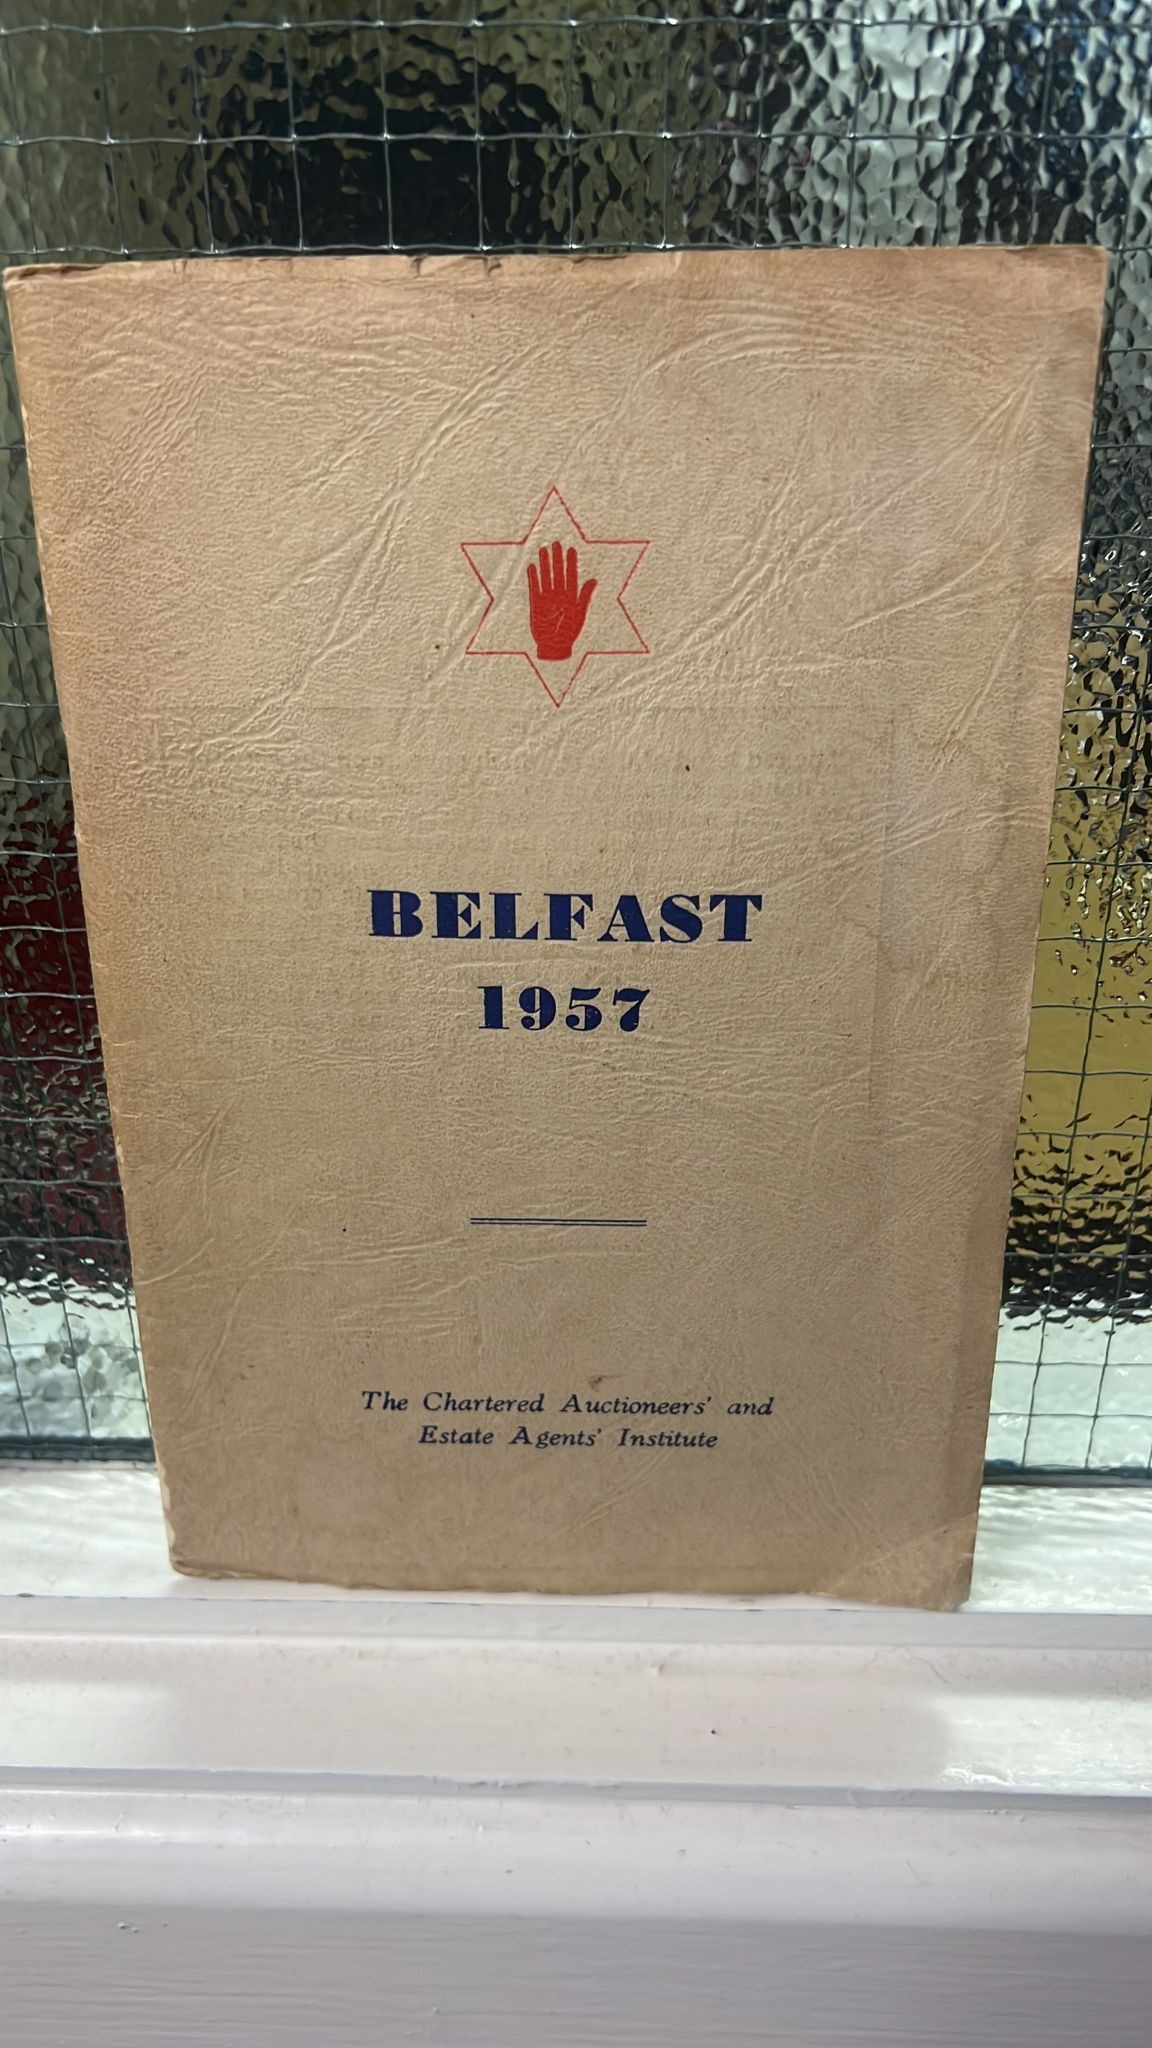 BELFAST
1957
The Chartered Auctioneers' and
Estate Agents' Institute